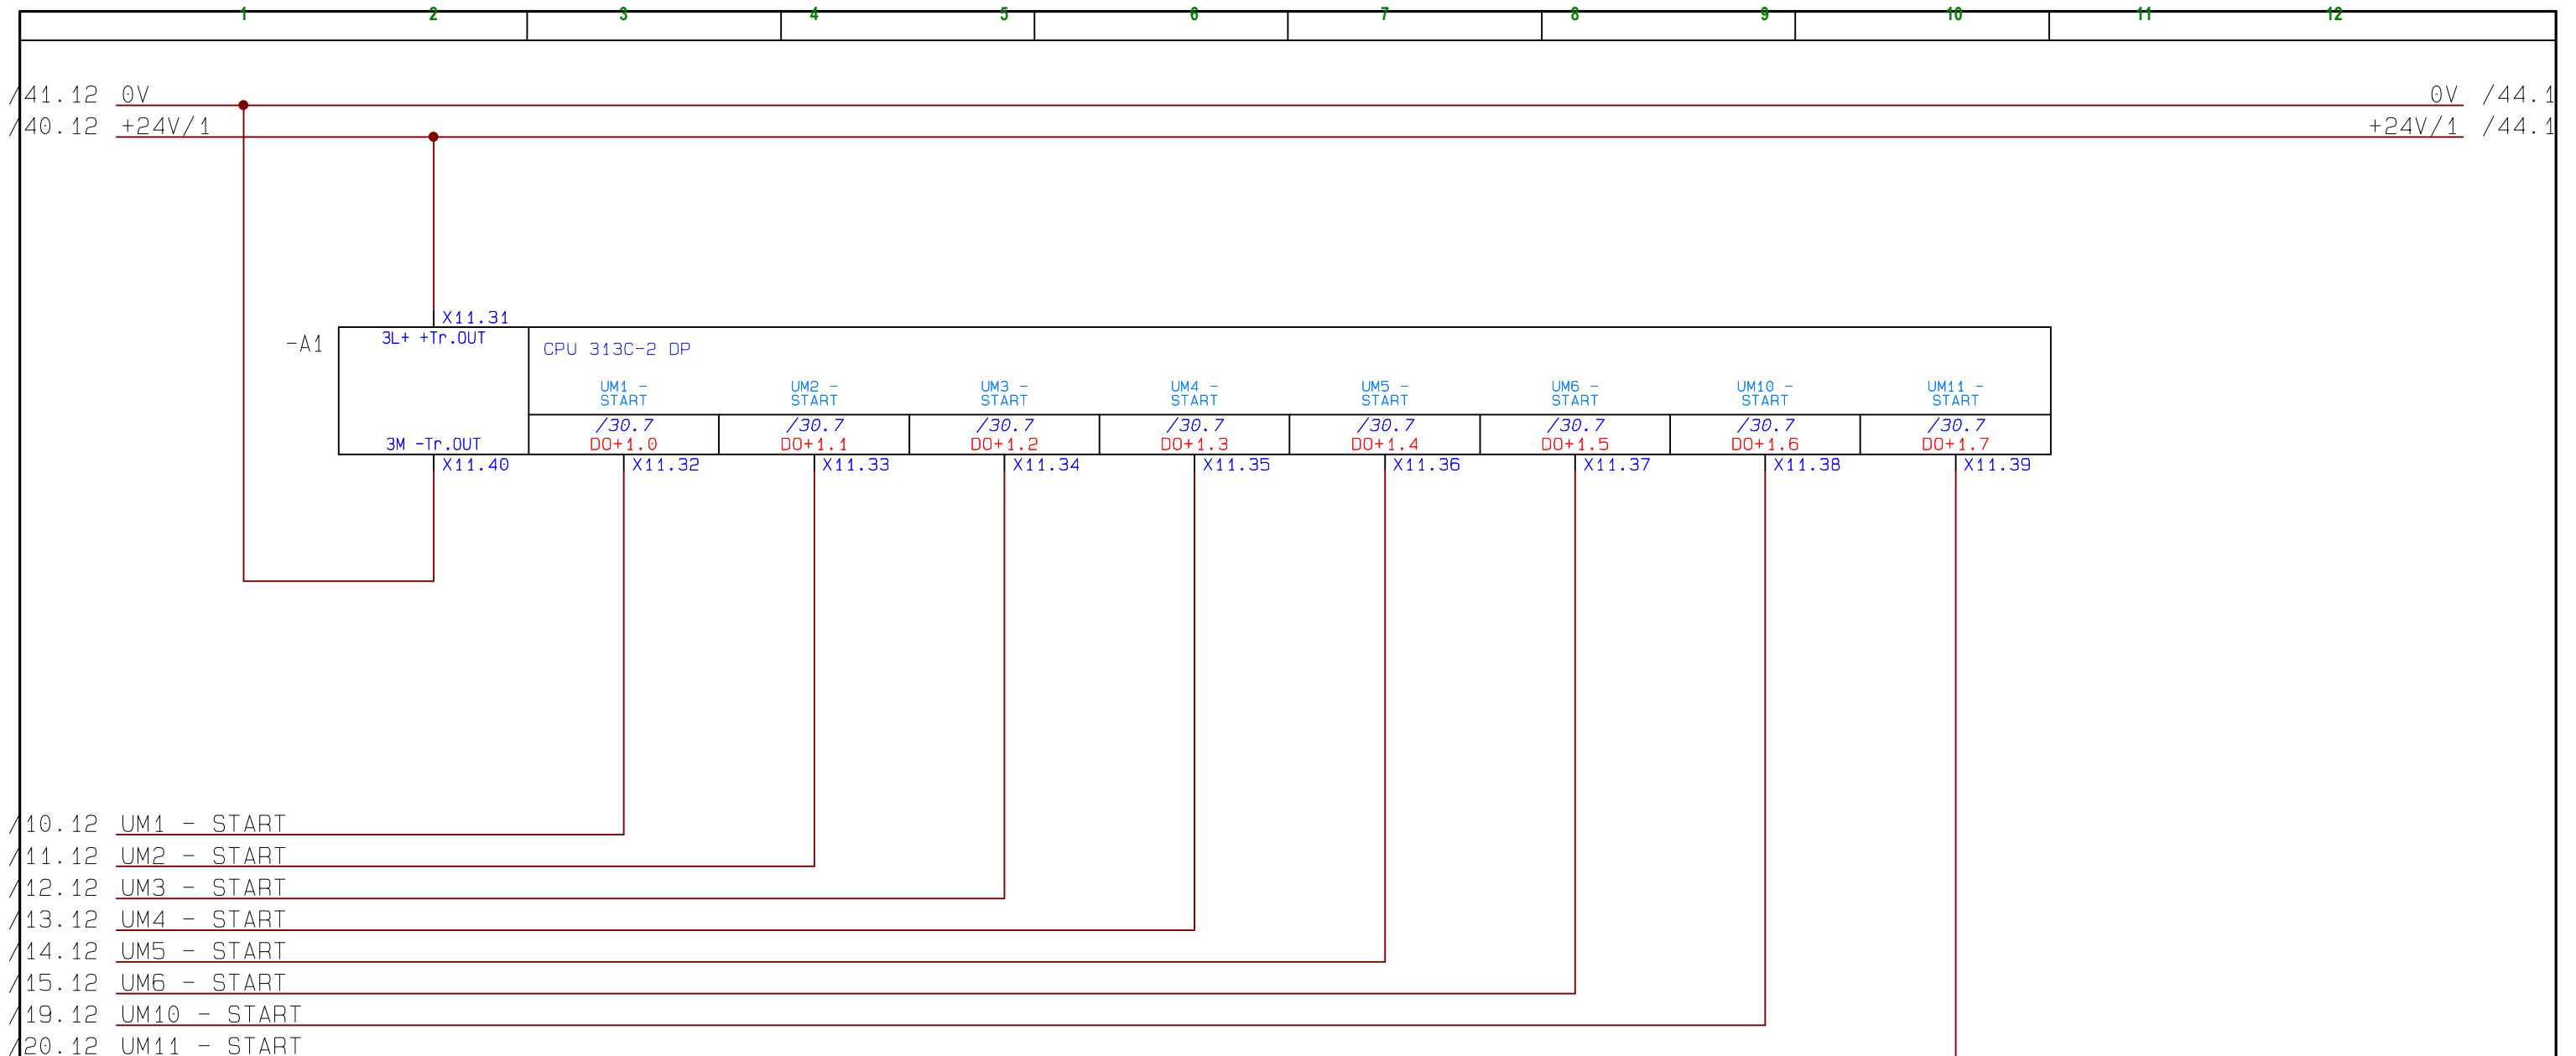 1 2 3 4 5 6 7 8 9 10 11 12
/41.12 0V 0V /44.1
/40.12 +24V/1 +24V/1 /44.1
X11.31
-A1 3L+ +Tr.OUT CPU 313C-2 DP
UM1 - UM2 - UM3 - UM4 - UM5 - UM6 - UM10 - UM11 -
START START START START START START START START
/30.7 /30.7 /30.7 /30.7 /30.7 /30.7 /30.7 /30.7
3M -Tr.OUT DO+1.0 DO+1.1 DO+1.2 DO+1.3 DO+1.4 DO+1.5 DO+1.6 DO+1.7
X11.40 X11.32 X11.33 X11.34 X11.35 X11.36 X11.37 X11.38 X11.39
/10.12 UM1 - START
/11.12 UM2 - START
/12.12 UM3 - START
/13.12 UM4 - START
/14.12 UM5 - START
/15.12 UM6 - START
/19.12 UM10 - START
/20.12 UM11 - START